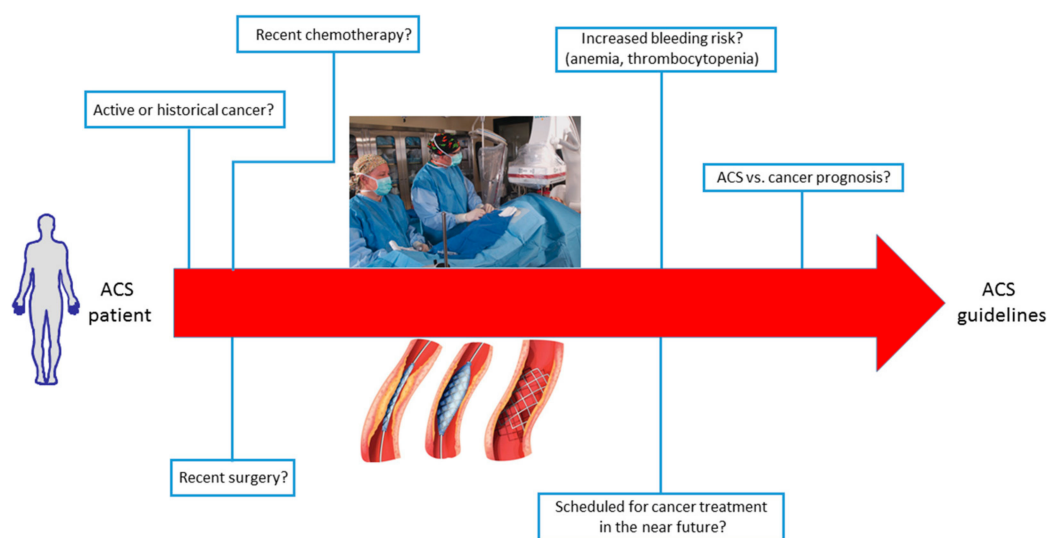 Recent chemotherapy?
Increased bleeding risk?
(anemia, thrombocytopenia)
Active or historical cancer?
ACS vs. cancer prognosis?
ACS
patient
ACS
guidelines
Recent surgery?
Scheduled for cancer treatment
in the near future?